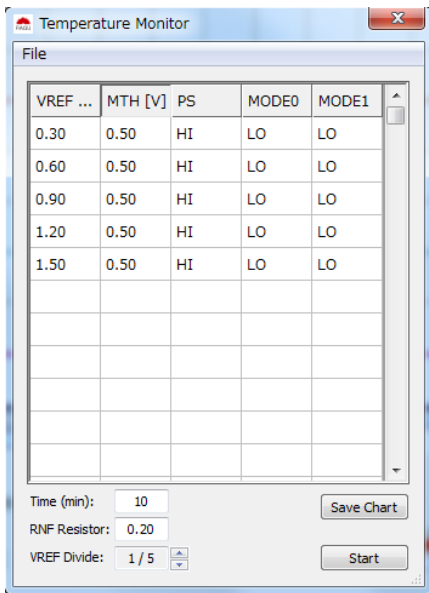 Temperature Monitor
File
VREF ... MTH [V] PS MODE0 MODE1
0.30 0.50 HI LO LO
0.60 0.50 HI LO LO
0.90 0.50 HI LO LO
1.20 0.50 HI LO LO
1.50 0.50 HI LO LO
Time (min): 10 Save Chart
RNF Resistor: 0.20
VREF Divide: 1 / 5 Start